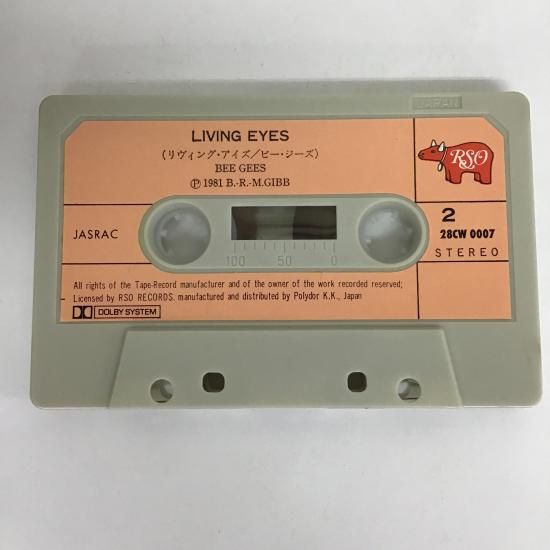 JAPAN
LIVING EYES
(リヴィング・アイズ/ビー・ジーズ)
BEE GEES
Ⓟ 1981 B.-R.-M.GIBB
RSO
JASRAC
2
28CW 0007
STEREO
100 50 0
All rights of the Tape-Record manufacturer and of the owner of the work recorded reserved;
Licensed by RSO RECORDS. manufactured and distributed by Polydor K.K., Japan
DOLBY SYSTEM